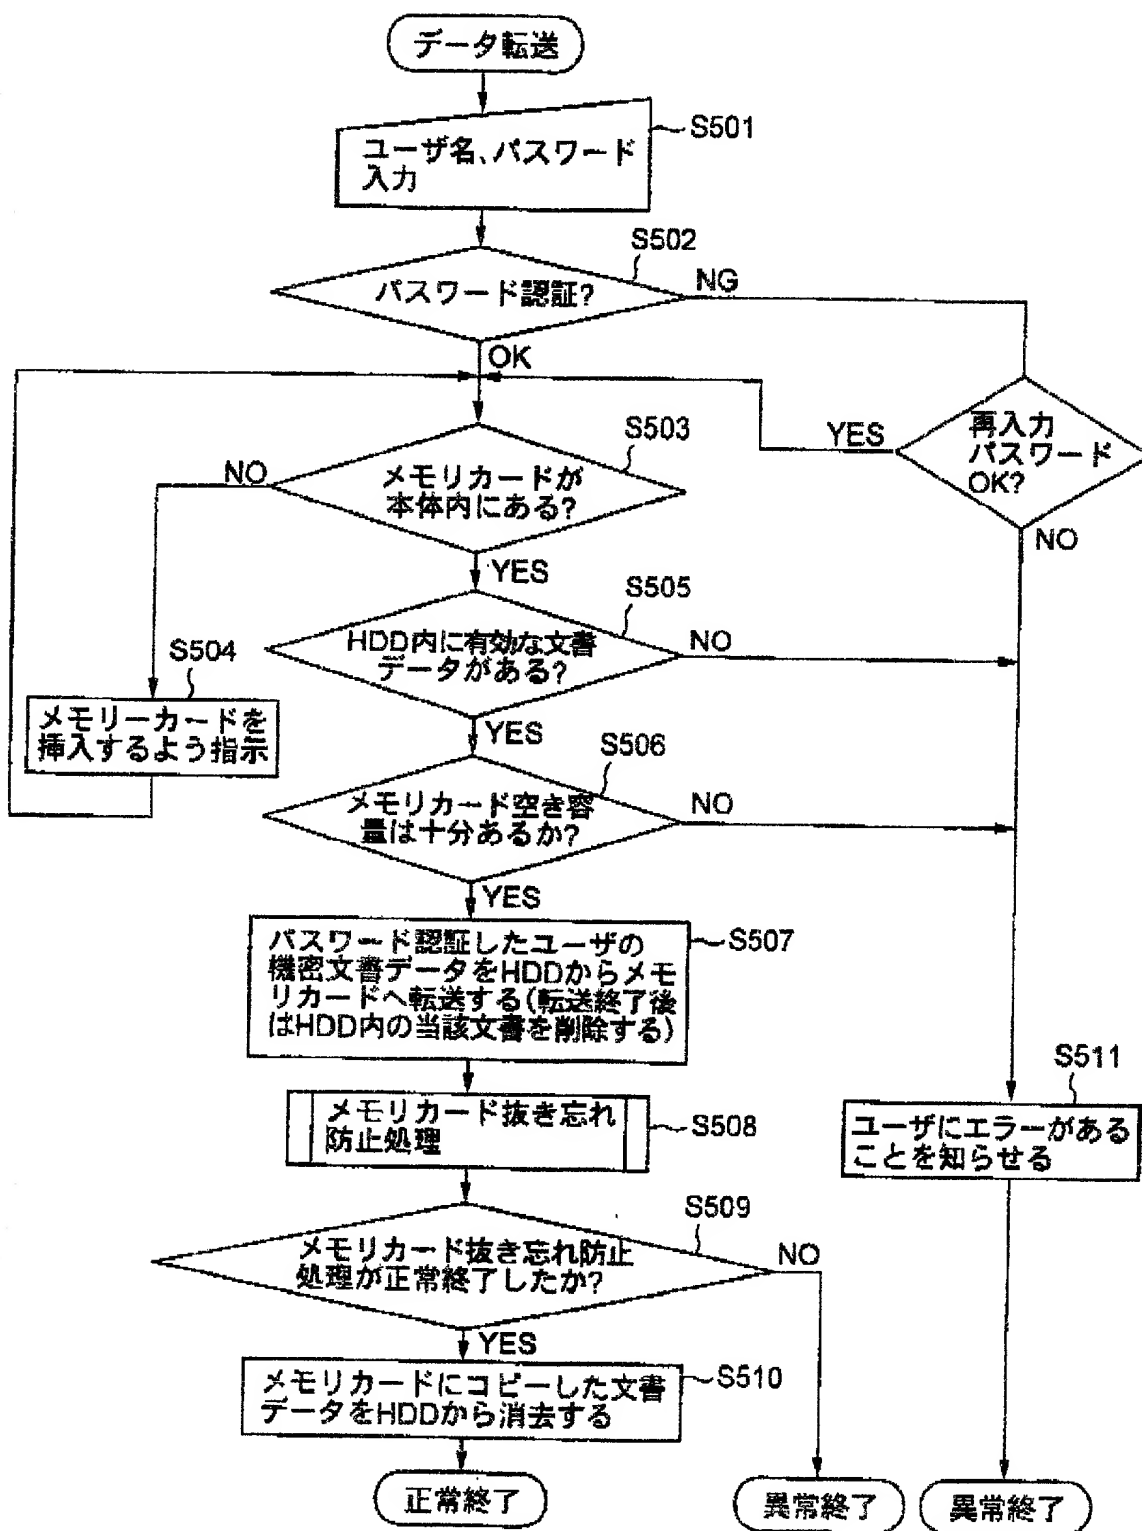 データ転送
S501
ユーザ名、パスワード
入力
S502
パスワード認証?
NG
OK
再入力
パスワード
OK?
YES
NO
S503
メモリカードが
本体内にある?
NO
YES
S504
メモリーカードを
挿入するよう指示
S505
HDD内に有効な文書
データがある?
NO
YES
S506
メモリカード空き容
量は十分あるか?
NO
YES
S507
パスワード認証したユーザの
機密文書データをHDDからメモ
リカードへ転送する(転送終了後
はHDD内の当該文書を削除する)
S508
メモリカード抜き忘れ
防止処理
S511
ユーザにエラーがある
ことを知らせる
S509
メモリカード抜き忘れ防止
処理が正常終了したか?
NO
YES
S510
メモリカードにコピーした文書
データをHDDから消去する
正常終了
異常終了
異常終了